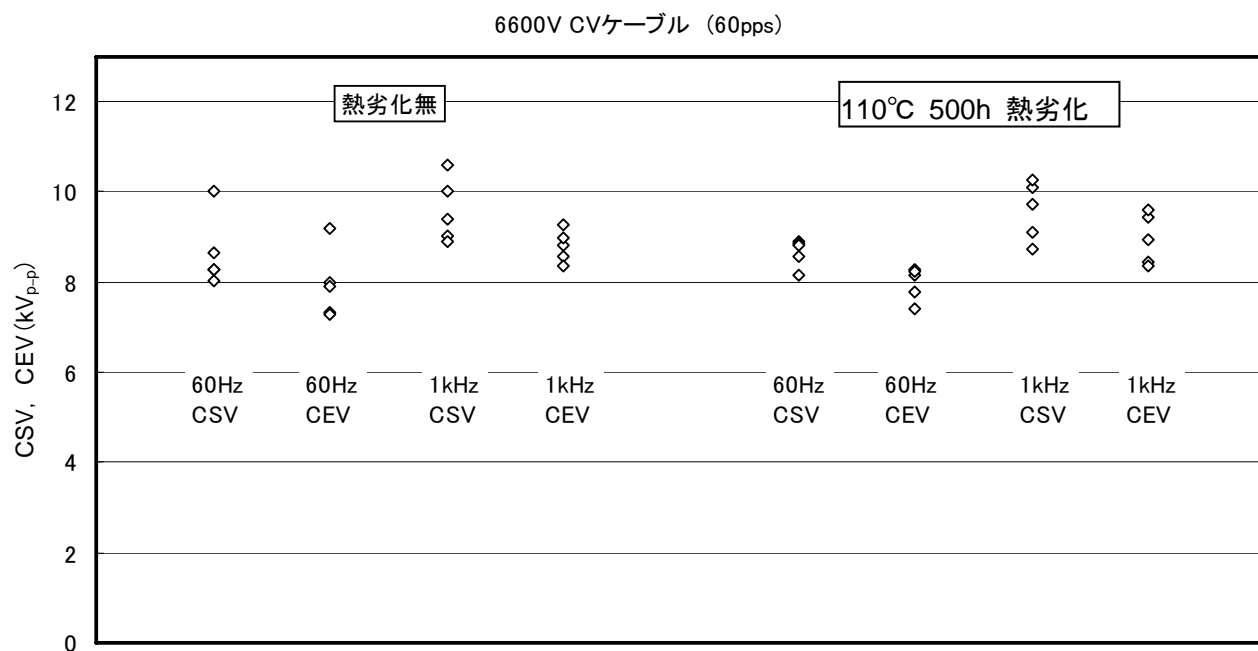 6600V CVケーブル (60pps)
CSV, CEV(kVp-p)
12
10
8
6
4
2
0
熱劣化無
110℃ 500h 熱劣化
60Hz
CSV
60Hz
CEV
1kHz
CSV
1kHz
CEV
60Hz
CSV
60Hz
CEV
1kHz
CSV
1kHz
CEV